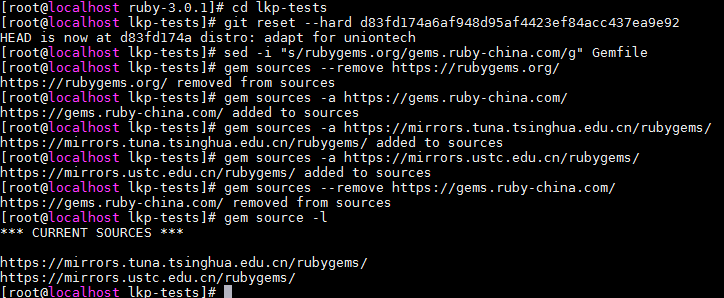 [root@localhost ruby-3.0.1]# cd lkp-tests
[root@localhost lkp-tests]# git reset --hard d83fd174a6af948d95af4423ef84acc437ea9e92
HEAD is now at d83fd174a distro: adapt for uniontech
[root@localhost lkp-tests]# sed -i "s/rubygems.org/gems.ruby-china.com/g" Gemfile
[root@localhost lkp-tests]# gem sources --remove https://rubygems.org/
https://rubygems.org/ removed from sources
[root@localhost lkp-tests]# gem sources -a https://gems.ruby-china.com/
https://gems.ruby-china.com/ added to sources
[root@localhost lkp-tests]# gem sources -a https://mirrors.tuna.tsinghua.edu.cn/rubygems/
https://mirrors.tuna.tsinghua.edu.cn/rubygems/ added to sources
[root@localhost lkp-tests]# gem sources -a https://mirrors.ustc.edu.cn/rubygems/
https://mirrors.ustc.edu.cn/rubygems/ added to sources
[root@localhost lkp-tests]# gem sources --remove https://gems.ruby-china.com/
https://gems.ruby-china.com/ removed from sources
[root@localhost lkp-tests]# gem source -l
*** CURRENT SOURCES ***

https://mirrors.tuna.tsinghua.edu.cn/rubygems/
https://mirrors.ustc.edu.cn/rubygems/
[root@localhost lkp-tests]#